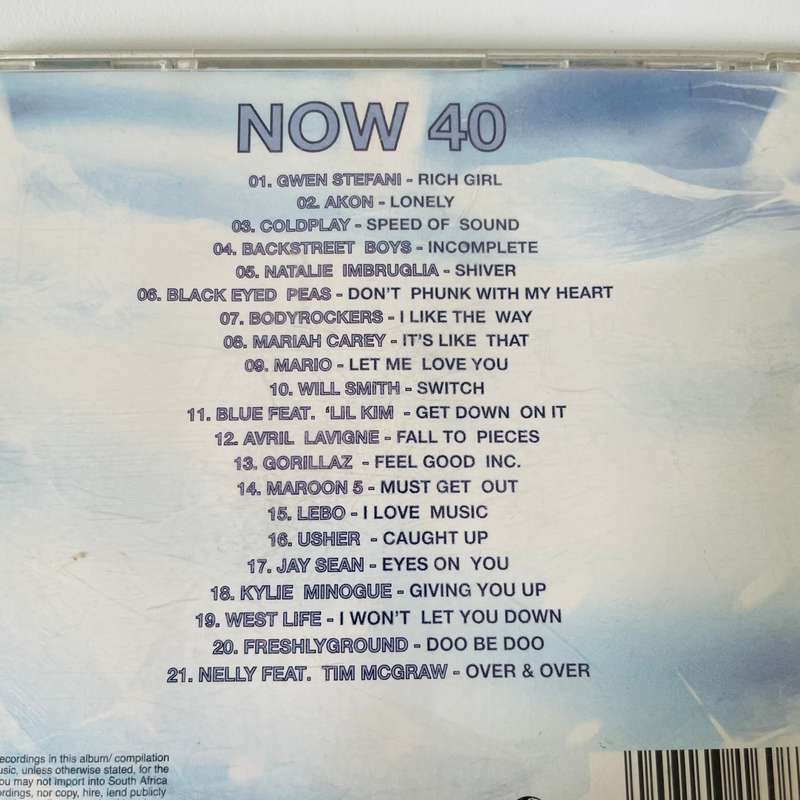 NOW 40
01. GWEN STEFANI - RICH GIRL
02. AKON - LONELY
03. COLDPLAY - SPEED OF SOUND
04. BACKSTREET BOYS - INCOMPLETE
05. NATALIE IMBRUGLIA - SHIVER
06. BLACK EYED PEAS - DON'T PHUNK WITH MY HEART
07. BODYROCKERS - I LIKE THE WAY
08. MARIAH CAREY - IT'S LIKE THAT
09. MARIO - LET ME LOVE YOU
10. WILL SMITH - SWITCH
11. BLUE FEAT. 'LIL KIM - GET DOWN ON IT
12. AVRIL LAVIGNE - FALL TO PIECES
13. GORILLAZ - FEEL GOOD INC.
14. MAROON 5 - MUST GET OUT
15. LEBO - I LOVE MUSIC
16. USHER - CAUGHT UP
17. JAY SEAN - EYES ON YOU
18. KYLIE MINOGUE - GIVING YOU UP
19. WEST LIFE - I WON'T LET YOU DOWN
20. FRESHLYGROUND - DOO BE DOO
21. NELLY FEAT. TIM MCGRAW - OVER & OVER
recordings in this album/ compilation
unless otherwise stated, for the
you may not import into South Africa
nor copy, hire, lend publicly